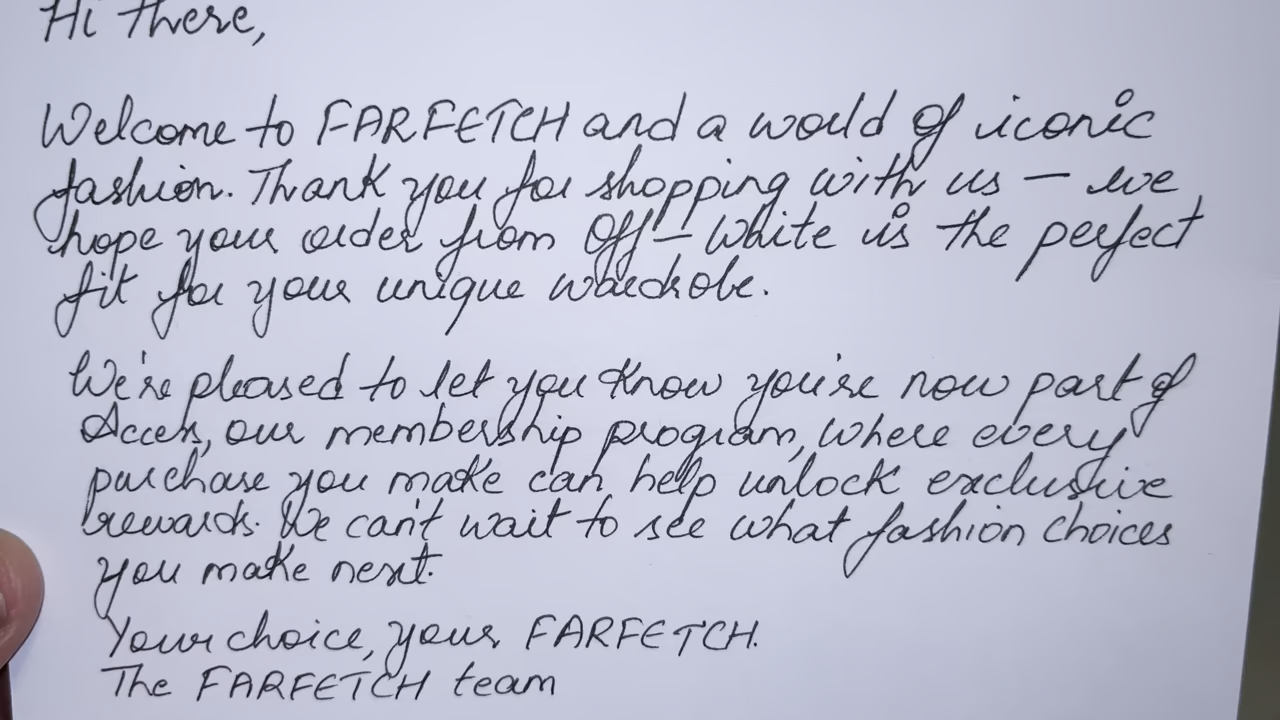 Hi there,
Welcome to FARFETCH and a world of iconic
fashion. Thank you for shopping with us — we
hope your order from Off-White is the perfect
fit for your unique wardrobe.
We're pleased to let you know you're now part of
Access, our membership program, where every
purchase you make can help unlock exclusive
rewards. We can't wait to see what fashion choices
you make next.
Your choice, your FARFETCH.
The FARFETCH team